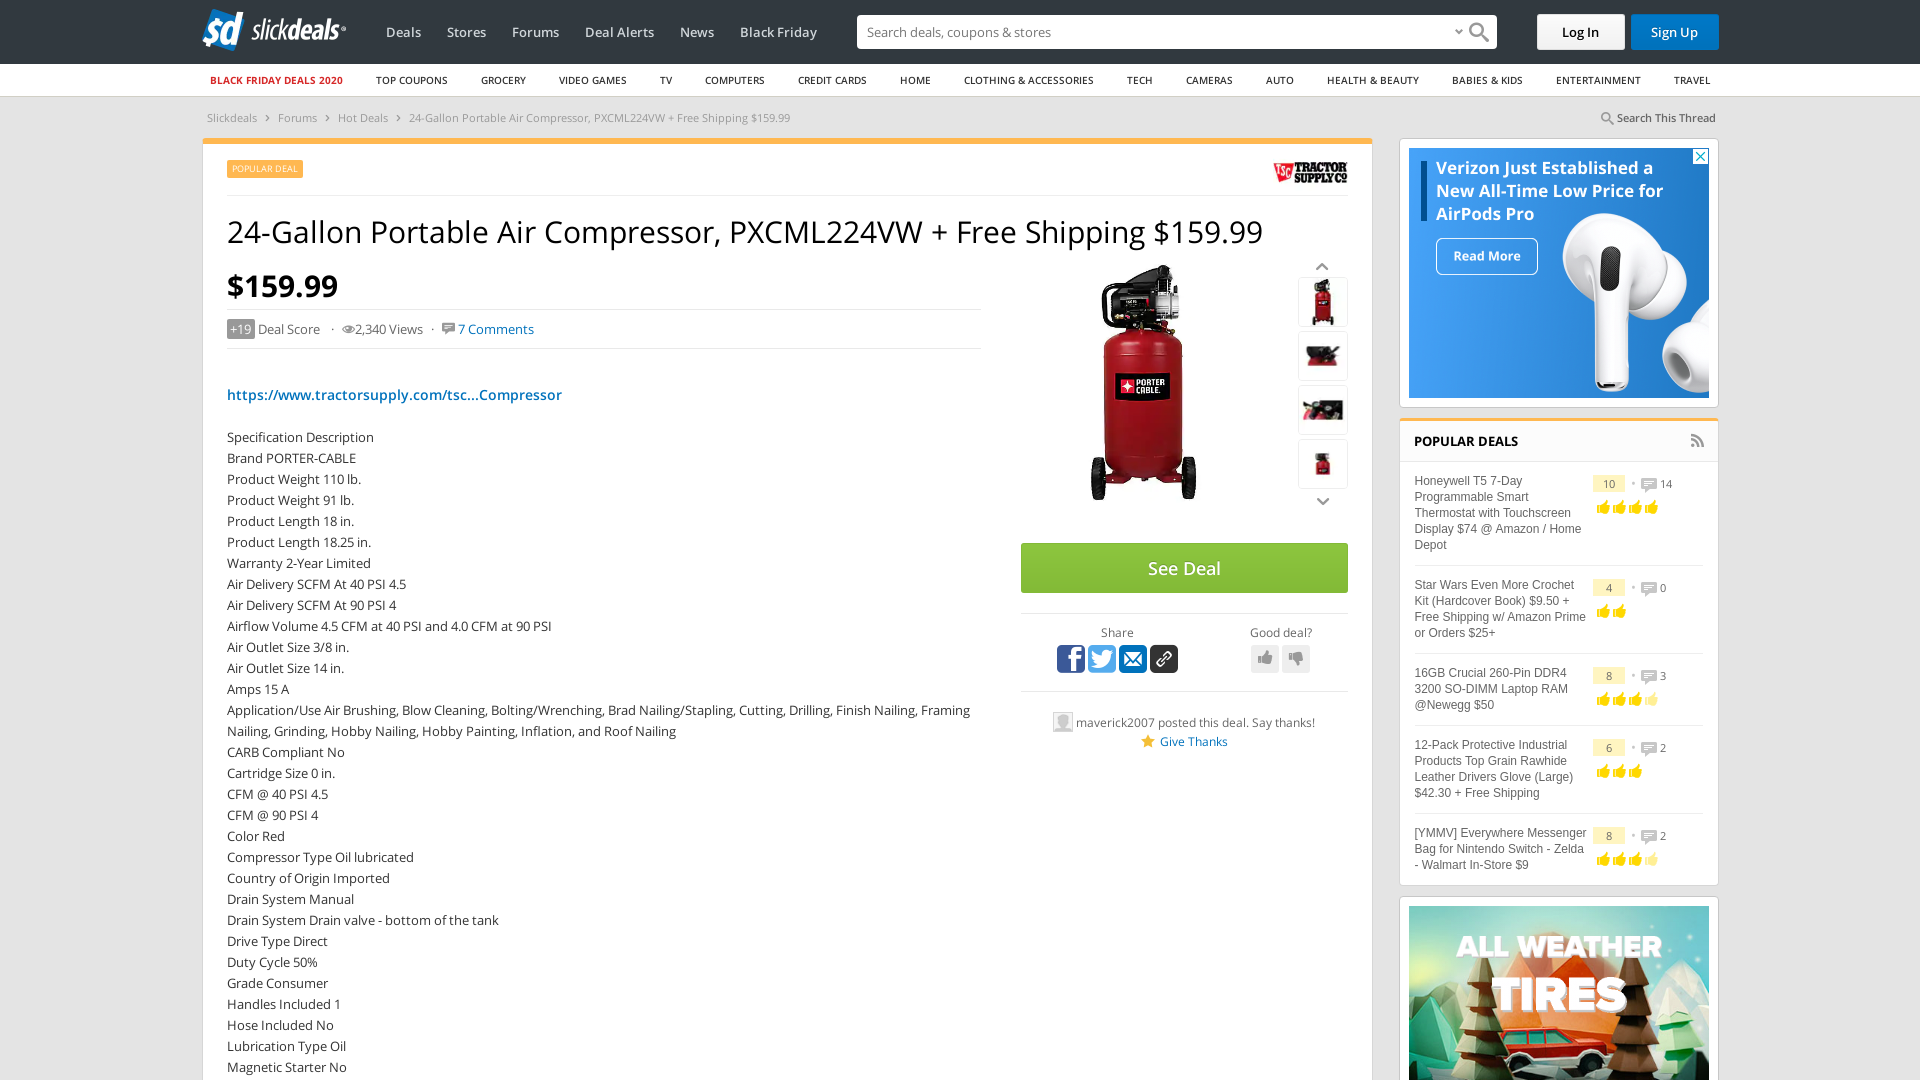 slickdeals
Deals
Stores
Forums
Deal Alerts
News
Black Friday
Search deals, coupons & stores
Log In
Sign Up
BLACK FRIDAY DEALS 2020
TOP COUPONS
GROCERY
VIDEO GAMES
TV
COMPUTERS
CREDIT CARDS
HOME
CLOTHING & ACCESSORIES
TECH
CAMERAS
AUTO
HEALTH & BEAUTY
BABIES & KIDS
ENTERTAINMENT
TRAVEL
Slickdeals › Forums › Hot Deals › 24-Gallon Portable Air Compressor, PXCML224VW + Free Shipping $159.99
Search This Thread
POPULAR DEAL
TSC TRACTOR
SUPPLY CO
24-Gallon Portable Air Compressor, PXCML224VW + Free Shipping $159.99
$159.99
+19 Deal Score · 2,340 Views · 7 Comments
https://www.tractorsupply.com/tsc...Compressor
Specification Description
Brand PORTER-CABLE
Product Weight 110 lb.
Product Weight 91 lb.
Product Length 18 in.
Product Length 18.25 in.
Warranty 2-Year Limited
Air Delivery SCFM At 40 PSI 4.5
Air Delivery SCFM At 90 PSI 4
Airflow Volume 4.5 CFM at 40 PSI and 4.0 CFM at 90 PSI
Air Outlet Size 3/8 in.
Air Outlet Size 14 in.
Amps 15 A
Application/Use Air Brushing, Blow Cleaning, Bolting/Wrenching, Brad Nailing/Stapling, Cutting, Drilling, Finish Nailing, Framing
Nailing, Grinding, Hobby Nailing, Hobby Painting, Inflation, and Roof Nailing
CARB Compliant No
Cartridge Size 0 in.
CFM @ 40 PSI 4.5
CFM @ 90 PSI 4
Color Red
Compressor Type Oil lubricated
Country of Origin Imported
Drain System Manual
Drain System Drain valve - bottom of the tank
Drive Type Direct
Duty Cycle 50%
Grade Consumer
Handles Included 1
Hose Included No
Lubrication Type Oil
Magnetic Starter No
PORTER
CABLE
See Deal
Share
Good deal?
maverick2007 posted this deal. Say thanks!
Give Thanks
Verizon Just Established a
New All-Time Low Price for
AirPods Pro
Read More
POPULAR DEALS
Honeywell T5 7-Day
Programmable Smart
Thermostat with Touchscreen
Display $74 @ Amazon / Home
Depot
10 • 14
Star Wars Even More Crochet
Kit (Hardcover Book) $9.50 +
Free Shipping w/ Amazon Prime
or Orders $25+
4 • 0
16GB Crucial 260-Pin DDR4
3200 SO-DIMM Laptop RAM
@Newegg $50
8 • 3
12-Pack Protective Industrial
Products Top Grain Rawhide
Leather Drivers Glove (Large)
$42.30 + Free Shipping
6 • 2
[YMMV] Everywhere Messenger
Bag for Nintendo Switch - Zelda
- Walmart In-Store $9
8 • 2
ALL WEATHER
TIRES